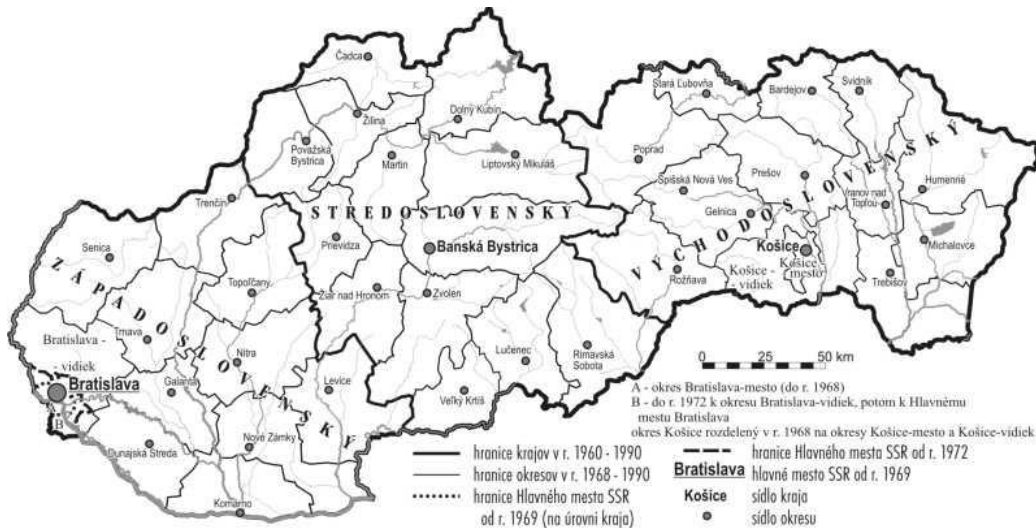 Čadca
Stará Ľubovňa
Bardejov
Svidník
Dolný Kubín
Žilina
Považská
Bystrica
Martin
Liptovský Mikuláš
Poprad
Prešov
Spišská Nová Ves
Humenné
Vranov nad
Topľou
Trenčín
STREDOSLOVENSKÝ
Gelnica
VÝCHODOSLOVENSKÝ
Prievidza
Banská Bystrica
Košice
Košice
mesto
Michalovce
Senica
ZÁPADOSLOVENSKÝ
Košice -
- vidiek
Rožňava
Trebišov
Topoľčany
Žiar nad Hronom
Zvolen
Trnava
Bratislava -
- vidiek
Nitra
Lučenec
Rimavská
Sobota
0 25 50 km
Bratislava
Galanta
Levice
Veľký Krtíš
A - okres Bratislava-mesto (do r. 1968)
B - do r. 1972 k okresu Bratislava-vidiek, potom k Hlavnému
mestu Bratislava
okres Košice rozdelený v r. 1968 na okresy Košice-mesto a Košice-vidiek
B
Dunajská Streda
Nové Zámky
Komárno
hranice krajov v r. 1960 - 1990
hranice okresov v r. 1968 - 1990
hranice Hlavného mesta SSR
od r. 1969 (na úrovni kraja)
hranice Hlavného mesta SSR od r. 1972
Bratislava hlavné mesto SSR od r. 1969
Košice sídlo kraja
sídlo okresu